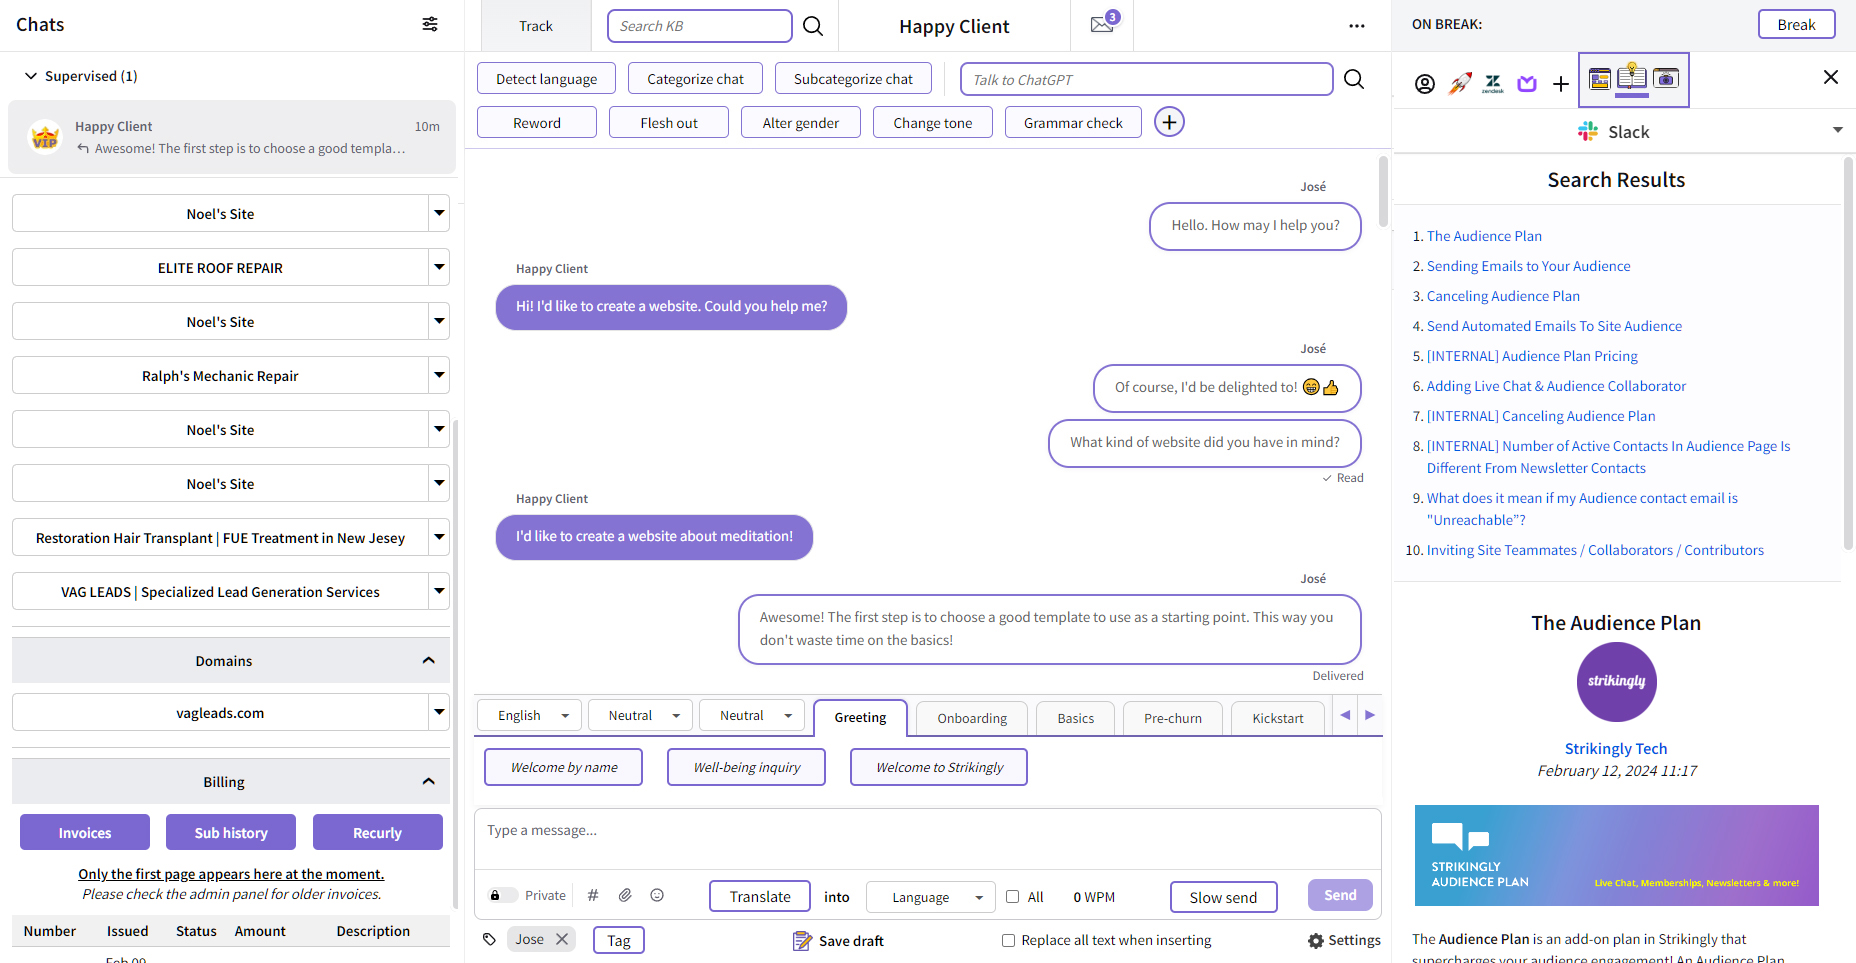 Chats
Supervised (1)
Happy Client 10m
Awesome! The first step is to choose a good templa…
VIP
Noel's Site
ELITE ROOF REPAIR
Noel's Site
Ralph's Mechanic Repair
Noel's Site
Noel's Site
Restoration Hair Transplant | FUE Treatment in New Jesey
VAG LEADS | Specialized Lead Generation Services
Domains
vagleads.com
Billing
Invoices Sub history Recurly
Only the first page appears here at the moment.
Please check the admin panel for older invoices.
Number Issued Status Amount Description
Feb 09
Track Search KB Happy Client 3
Detect language Categorize chat Subcategorize chat Talk to ChatGPT
Reword Flesh out Alter gender Change tone Grammar check
José
Hello. How may I help you?
Happy Client
Hi! I'd like to create a website. Could you help me?
José
Of course, I'd be delighted to! 😁👍
What kind of website did you have in mind?
✓ Read
Happy Client
I'd like to create a website about meditation!
José
Awesome! The first step is to choose a good template to use as a starting point. This way you
don't waste time on the basics!
Delivered
English Neutral Neutral Greeting Onboarding Basics Pre-churn Kickstart
Welcome by name Well-being inquiry Welcome to Strikingly
Type a message...
Private # Translate into Language All 0 WPM Slow send Send
Jose Tag Save draft Replace all text when inserting Settings
ON BREAK: Break
zendesk
Slack
Search Results
1. The Audience Plan
2. Sending Emails to Your Audience
3. Canceling Audience Plan
4. Send Automated Emails To Site Audience
5. [INTERNAL] Audience Plan Pricing
6. Adding Live Chat & Audience Collaborator
7. [INTERNAL] Canceling Audience Plan
8. [INTERNAL] Number of Active Contacts In Audience Page Is
Different From Newsletter Contacts
9. What does it mean if my Audience contact email is
"Unreachable”?
10. Inviting Site Teammates / Collaborators / Contributors
The Audience Plan
strikingly
Strikingly Tech
February 12, 2024 11:17
STRIKINGLY
AUDIENCE PLAN
Live Chat, Memberships, Newsletters & more!
The Audience Plan is an add-on plan in Strikingly that
supercharges your audience engagement! An Audience Plan